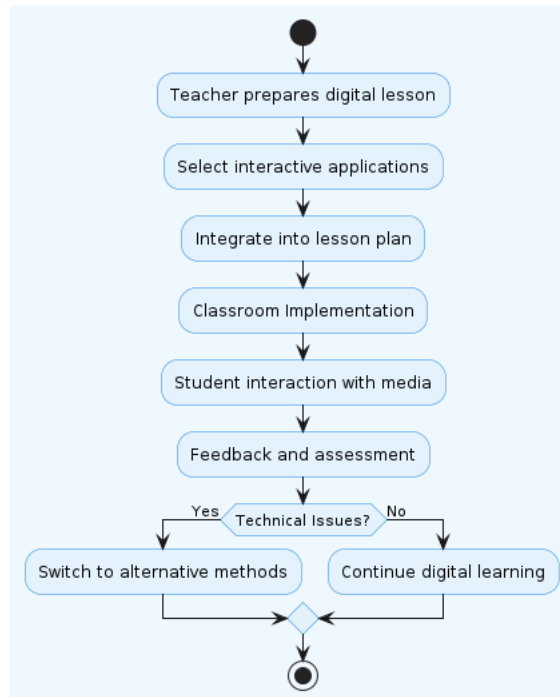 Teacher prepares digital lesson
Select interactive applications
Integrate into lesson plan
Classroom Implementation
Student interaction with media
Feedback and assessment
Yes
Technical Issues?
No
Switch to alternative methods
Continue digital learning